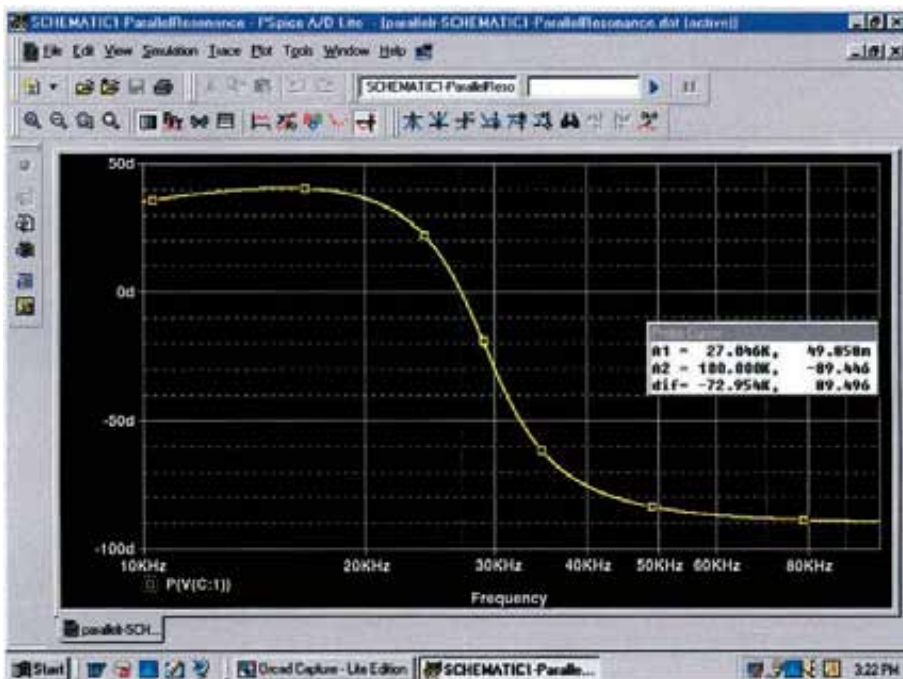 SCHEMATIC1-ParallelResonance - PSpice A/D Lite - [parallelr-SCHEMATIC1-ParallelResonance.dat (active)]
File Edit View Simulation Trace Plot Tools Window Help
SCHEMATIC1-ParallelReso
50d
0d
-50d
-100d
Probe Cursor
A1 = 27.046K, 49.858m
A2 = 100.000K, -89.446
dif= -72.954K, 89.496
10KHz 20KHz 30KHz 40KHz 50KHz 60KHz 80KHz
P(V(C:1))
Frequency
parallelr-SCH...
Start Orcad Capture - Lite Edition SCHEMATIC1-Paralle... 3:22 PM